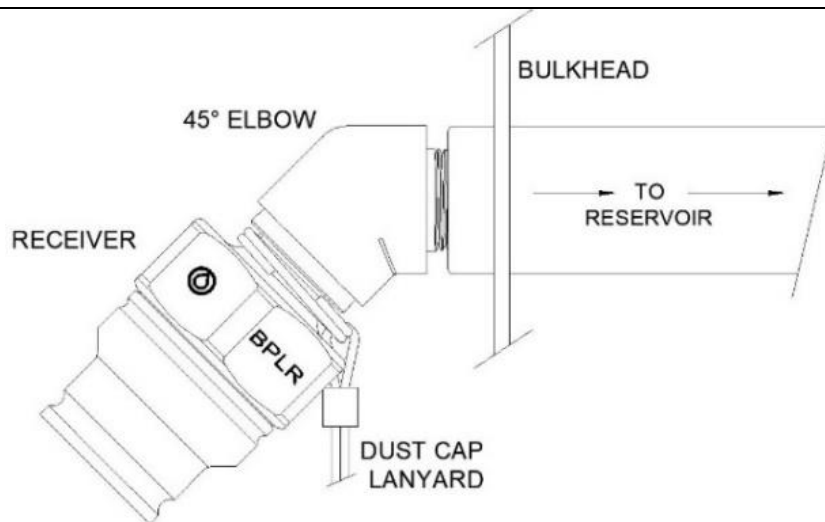 BULKHEAD
45° ELBOW
TO
RESERVOIR
RECEIVER
BPLR
DUST CAP
LANYARD